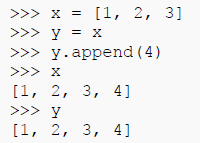 >>> x = [1, 2, 3]
>>> y = x
>>> y.append(4)
>>> x
[1, 2, 3, 4]
>>> y
[1, 2, 3, 4]